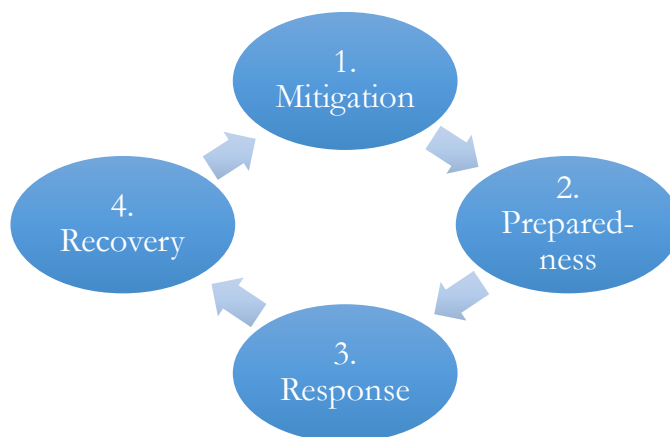 1.
Mitigation
2.
Prepared-
ness
3.
Response
4.
Recovery